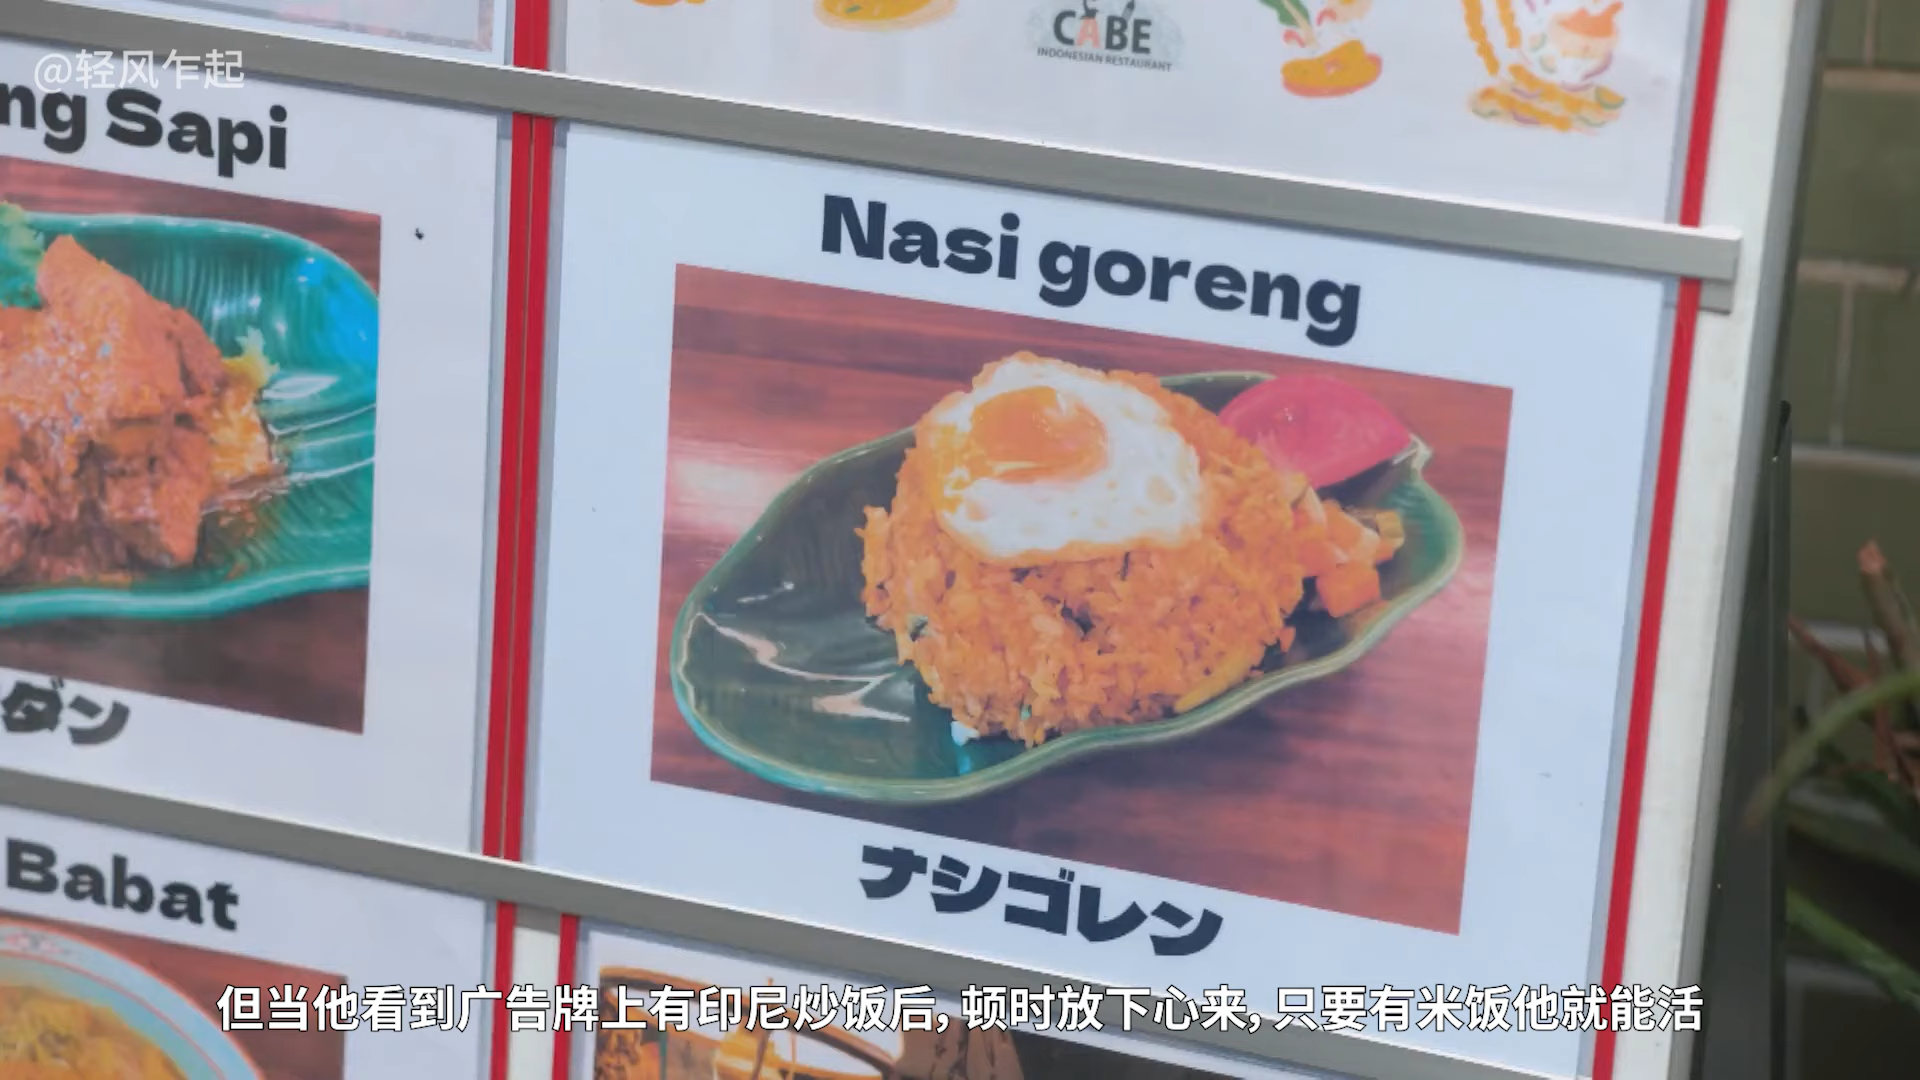 CABE
INDONESIAN RESTAURANT
@轻风乍起
ng Sapi
Nasi goreng
ダン
ナシゴレン
Babat
但当他看到广告牌上有印尼炒饭后, 顿时放下心来, 只要有米饭他就能活